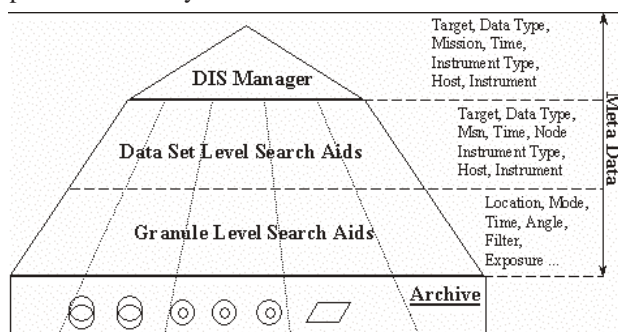 Target, Data Type,
Mission, Time,
Instrument Type,
Host, Instrument
DIS Manager
Target, Data Type,
Msn, Time, Node
Instrument Type,
Host, Instrument
Data Set Level Search Aids
Meta Data
Location, Mode,
Time, Angle,
Filter,
Exposure ...
Granule Level Search Aids
Archive